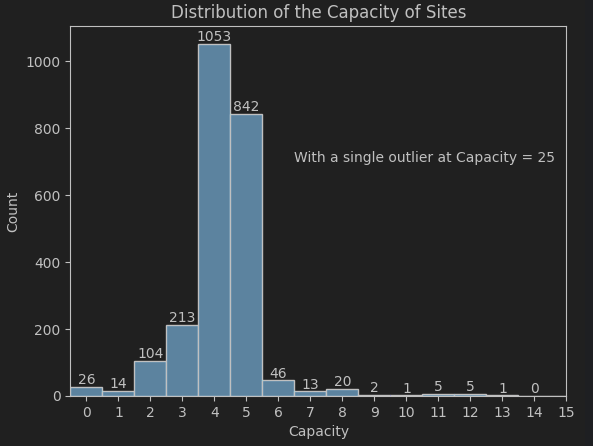 Distribution of the Capacity of Sites
1053
1000
842
800
With a single outlier at Capacity = 25
Count
600
400
213
200
104
46
26 14 13 20 2 1 5 5 1 0
0
0 1 2 3 4 5 6 7 8 9 10 11 12 13 14 15
Capacity